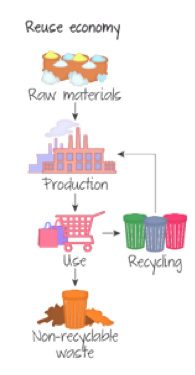 Reuse economy
Raw materials
Production
Use
Recycling
Non-recyclable
waste